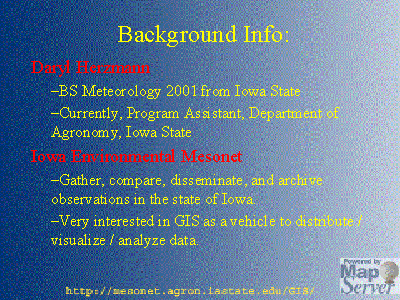 Background Info:
Daryl Herzmann
–BS Meteorology 2001 from Iowa State
–Currently, Program Assistant, Department of
Agronomy, Iowa State
Iowa Environmental Mesonet
–Gather, compare, disseminate, and archive
observations in the state of Iowa.
–Very interested in GIS as a vehicle to distribute /
visualize / analyze data.
Powered by
Map
Server
http://mesonet.agron.iastate.edu/GIS/